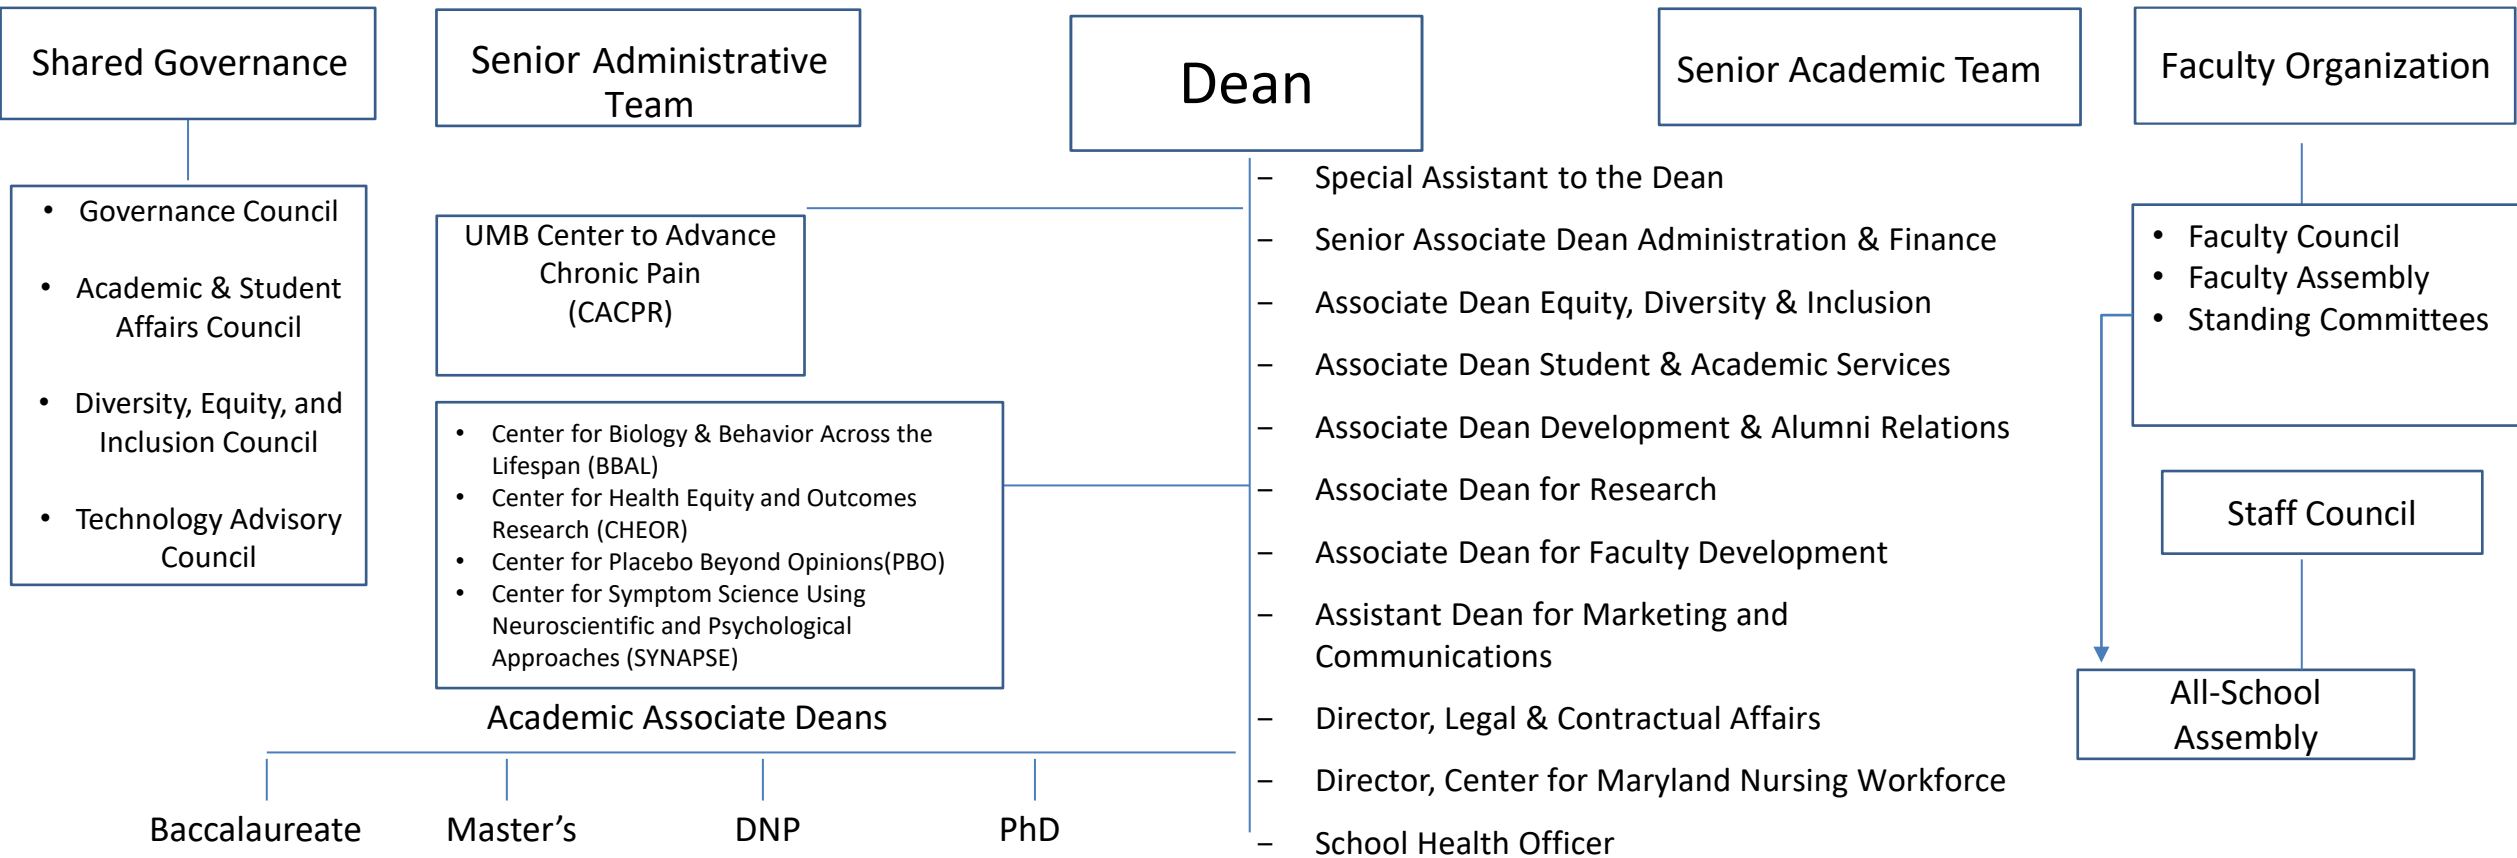 Shared Governance
• Governance Council
• Academic & Student
Affairs Council
• Diversity, Equity, and
Inclusion Council
• Technology Advisory
Council
Senior Administrative
Team
UMB Center to Advance
Chronic Pain
(CACPR)
• Center for Biology & Behavior Across the
Lifespan (BBAL)
• Center for Health Equity and Outcomes
Research (CHEOR)
• Center for Placebo Beyond Opinions(PBO)
• Center for Symptom Science Using
Neuroscientific and Psychological
Approaches (SYNAPSE)
Academic Associate Deans
Baccalaureate
Master’s
DNP
PhD
Dean
– Special Assistant to the Dean
– Senior Associate Dean Administration & Finance
– Associate Dean Equity, Diversity & Inclusion
– Associate Dean Student & Academic Services
– Associate Dean Development & Alumni Relations
– Associate Dean for Research
– Associate Dean for Faculty Development
– Assistant Dean for Marketing and
Communications
– Director, Legal & Contractual Affairs
– Director, Center for Maryland Nursing Workforce
– School Health Officer
Senior Academic Team
Faculty Organization
• Faculty Council
• Faculty Assembly
• Standing Committees
Staff Council
All-School
Assembly